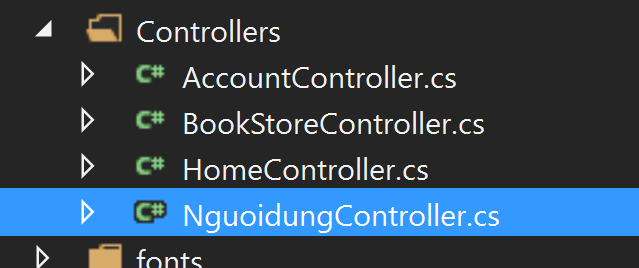 Controllers
C# AccountController.cs
C# BookStoreController.cs
C# HomeController.cs
C# NguoidungController.cs
fonts